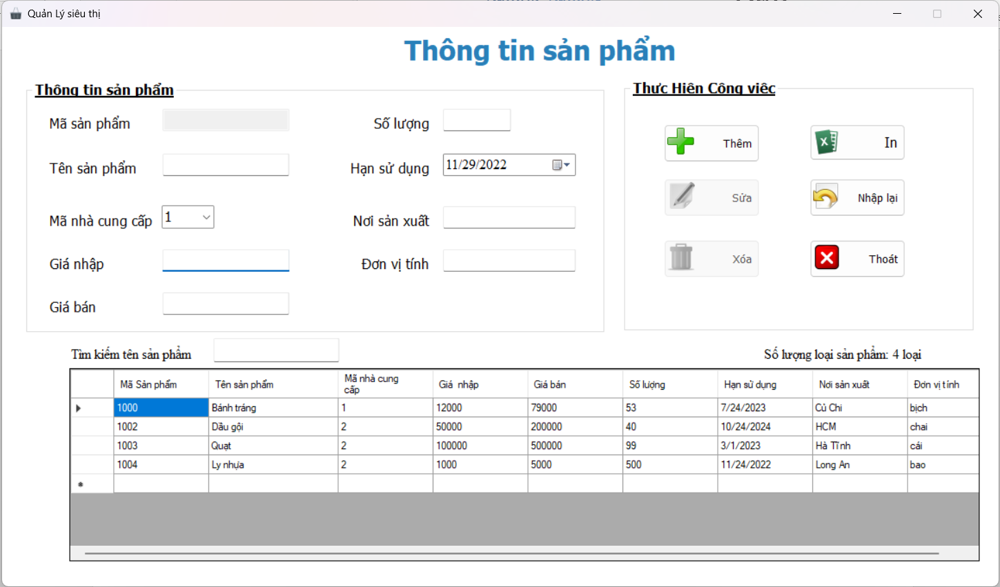 Quản Lý siêu thị
Thông tin sản phẩm
Thông tin sản phẩm
Mã sản phẩm
Số lượng
Tên sản phẩm
Hạn sử dụng 11/29/2022
Mã nhà cung cấp 1
Nơi sản xuất
Giá nhập
Đơn vị tính
Giá bán
Thực Hiện Công việc
Thêm In
Sửa Nhập lại
Xóa Thoát
Tìm kiếm tên sản phẩm
Số lượng loại sản phẩm: 4 loại
Mã Sản phẩm Tên sản phẩm Mã nhà cung cấp Giá nhập Giá bán Số lượng Hạn sử dụng Nơi sản xuất Đơn vị tính
1000 Bánh tráng 1 12000 79000 53 7/24/2023 Củ Chi bịch
1002 Dầu gội 2 50000 200000 40 10/24/2024 HCM chai
1003 Quạt 2 100000 500000 99 3/1/2023 Hà Tĩnh cái
1004 Ly nhựa 2 1000 5000 500 11/24/2022 Long An bao